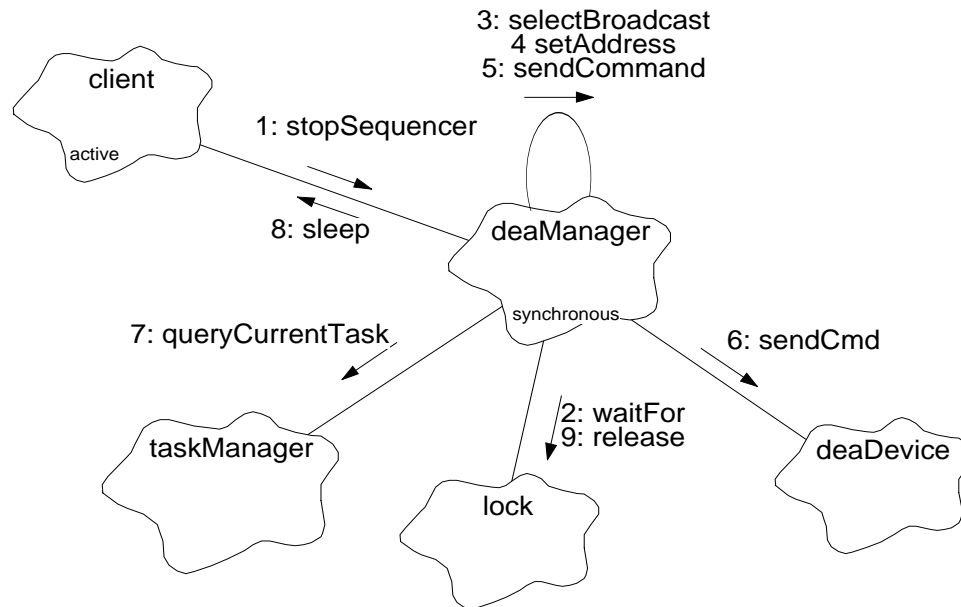 3: selectBroadcast
4 setAddress
5: sendCommand
client
active
1: stopSequencer
8: sleep
deaManager
synchronous
7: queryCurrentTask
6: sendCmd
2: waitFor
9: release
taskManager
lock
deaDevice